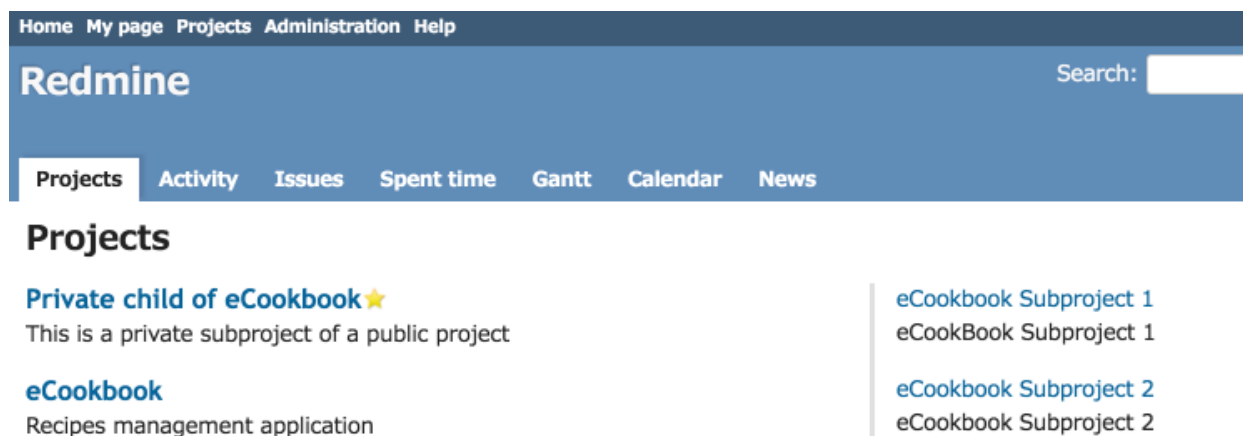 Home My page Projects Administration Help
Redmine
Search:
Projects Activity Issues Spent time Gantt Calendar News
Projects
Private child of eCookbook
This is a private subproject of a public project
eCookbook
Recipes management application
eCookbook Subproject 1
eCookBook Subproject 1
eCookbook Subproject 2
eCookbook Subproject 2